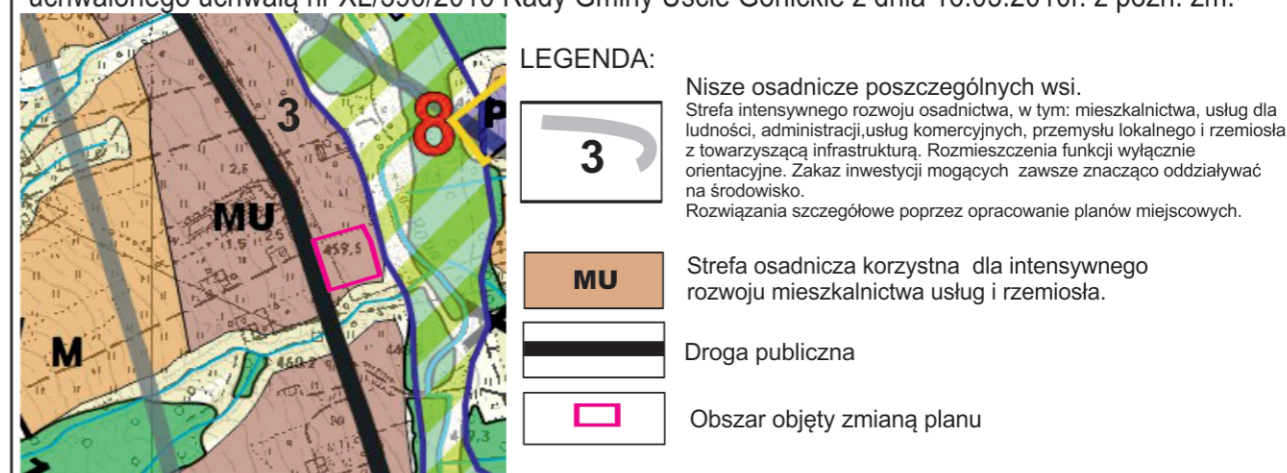 uchwalonego uchwałą nr XL/390/2010 Rady Gminy Uście Gorlickie z dnia 10.05.2010r. z późn. zm.
LEGENDA:
3
Nisze osadnicze poszczególnych wsi.
Strefa intensywnego rozwoju osadnictwa, w tym: mieszkalnictwa, usług dla
ludności, administracji,usług komercyjnych, przemysłu lokalnego i rzemiosła
z towarzyszącą infrastrukturą. Rozmieszczenia funkcji wyłącznie
orientacyjne. Zakaz inwestycji mogących zawsze znacząco oddziaływać
na środowisko.
Rozwiązania szczegółowe poprzez opracowanie planów miejscowych.
MU
Strefa osadnicza korzystna dla intensywnego
rozwoju mieszkalnictwa usług i rzemiosła.
Droga publiczna
Obszar objęty zmianą planu
3
8
P
MU
459,5
M
460.2